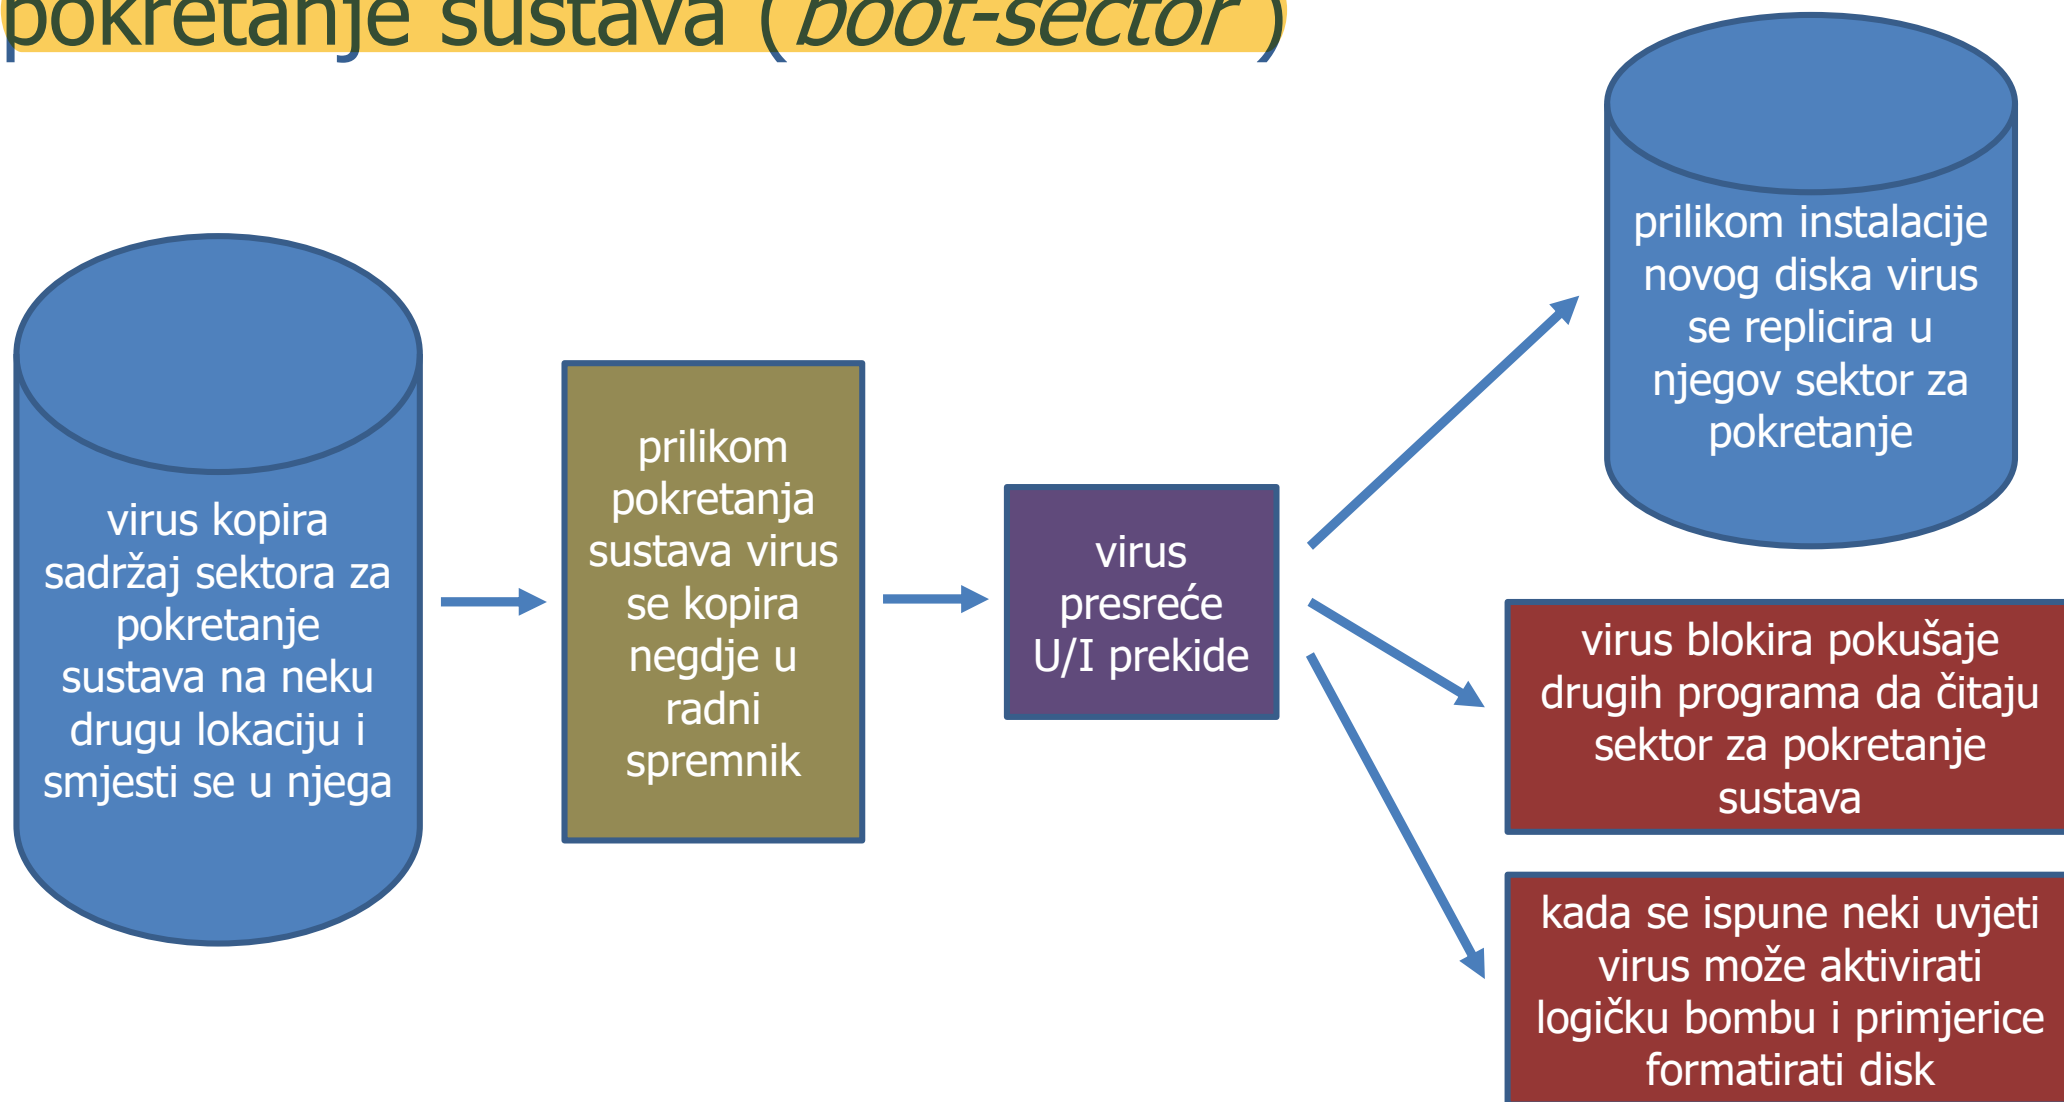 pokretanje sustava (boot-sector)
virus kopira
sadržaj sektora za
pokretanje
sustava na neku
drugu lokaciju i
smjesti se u njega
prilikom
pokretanja
sustava virus
se kopira
negdje u
radni
spremnik
virus
presreće
U/I prekide
prilikom instalacije
novog diska virus
se replicira u
njegov sektor za
pokretanje
virus blokira pokušaje
drugih programa da čitaju
sektor za pokretanje
sustava
kada se ispune neki uvjeti
virus može aktivirati
logičku bombu i primjerice
formatirati disk